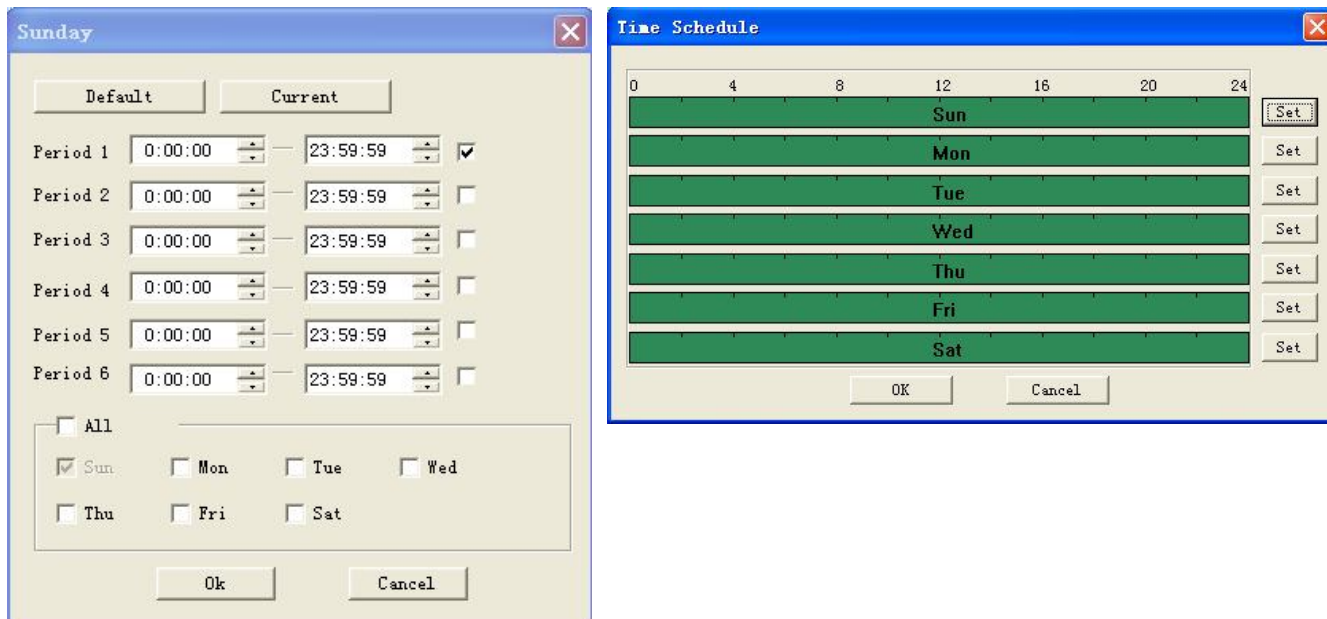 Sunday
Default Current
Period 1 0:00:00 — 23:59:59
Period 2 0:00:00 — 23:59:59
Period 3 0:00:00 — 23:59:59
Period 4 0:00:00 — 23:59:59
Period 5 0:00:00 — 23:59:59
Period 6 0:00:00 — 23:59:59
All
Sun Mon Tue Wed
Thu Fri Sat
Ok Cancel
Time Schedule
0 4 8 12 16 20 24
Sun Set
Mon Set
Tue Set
Wed Set
Thu Set
Fri Set
Sat Set
OK Cancel